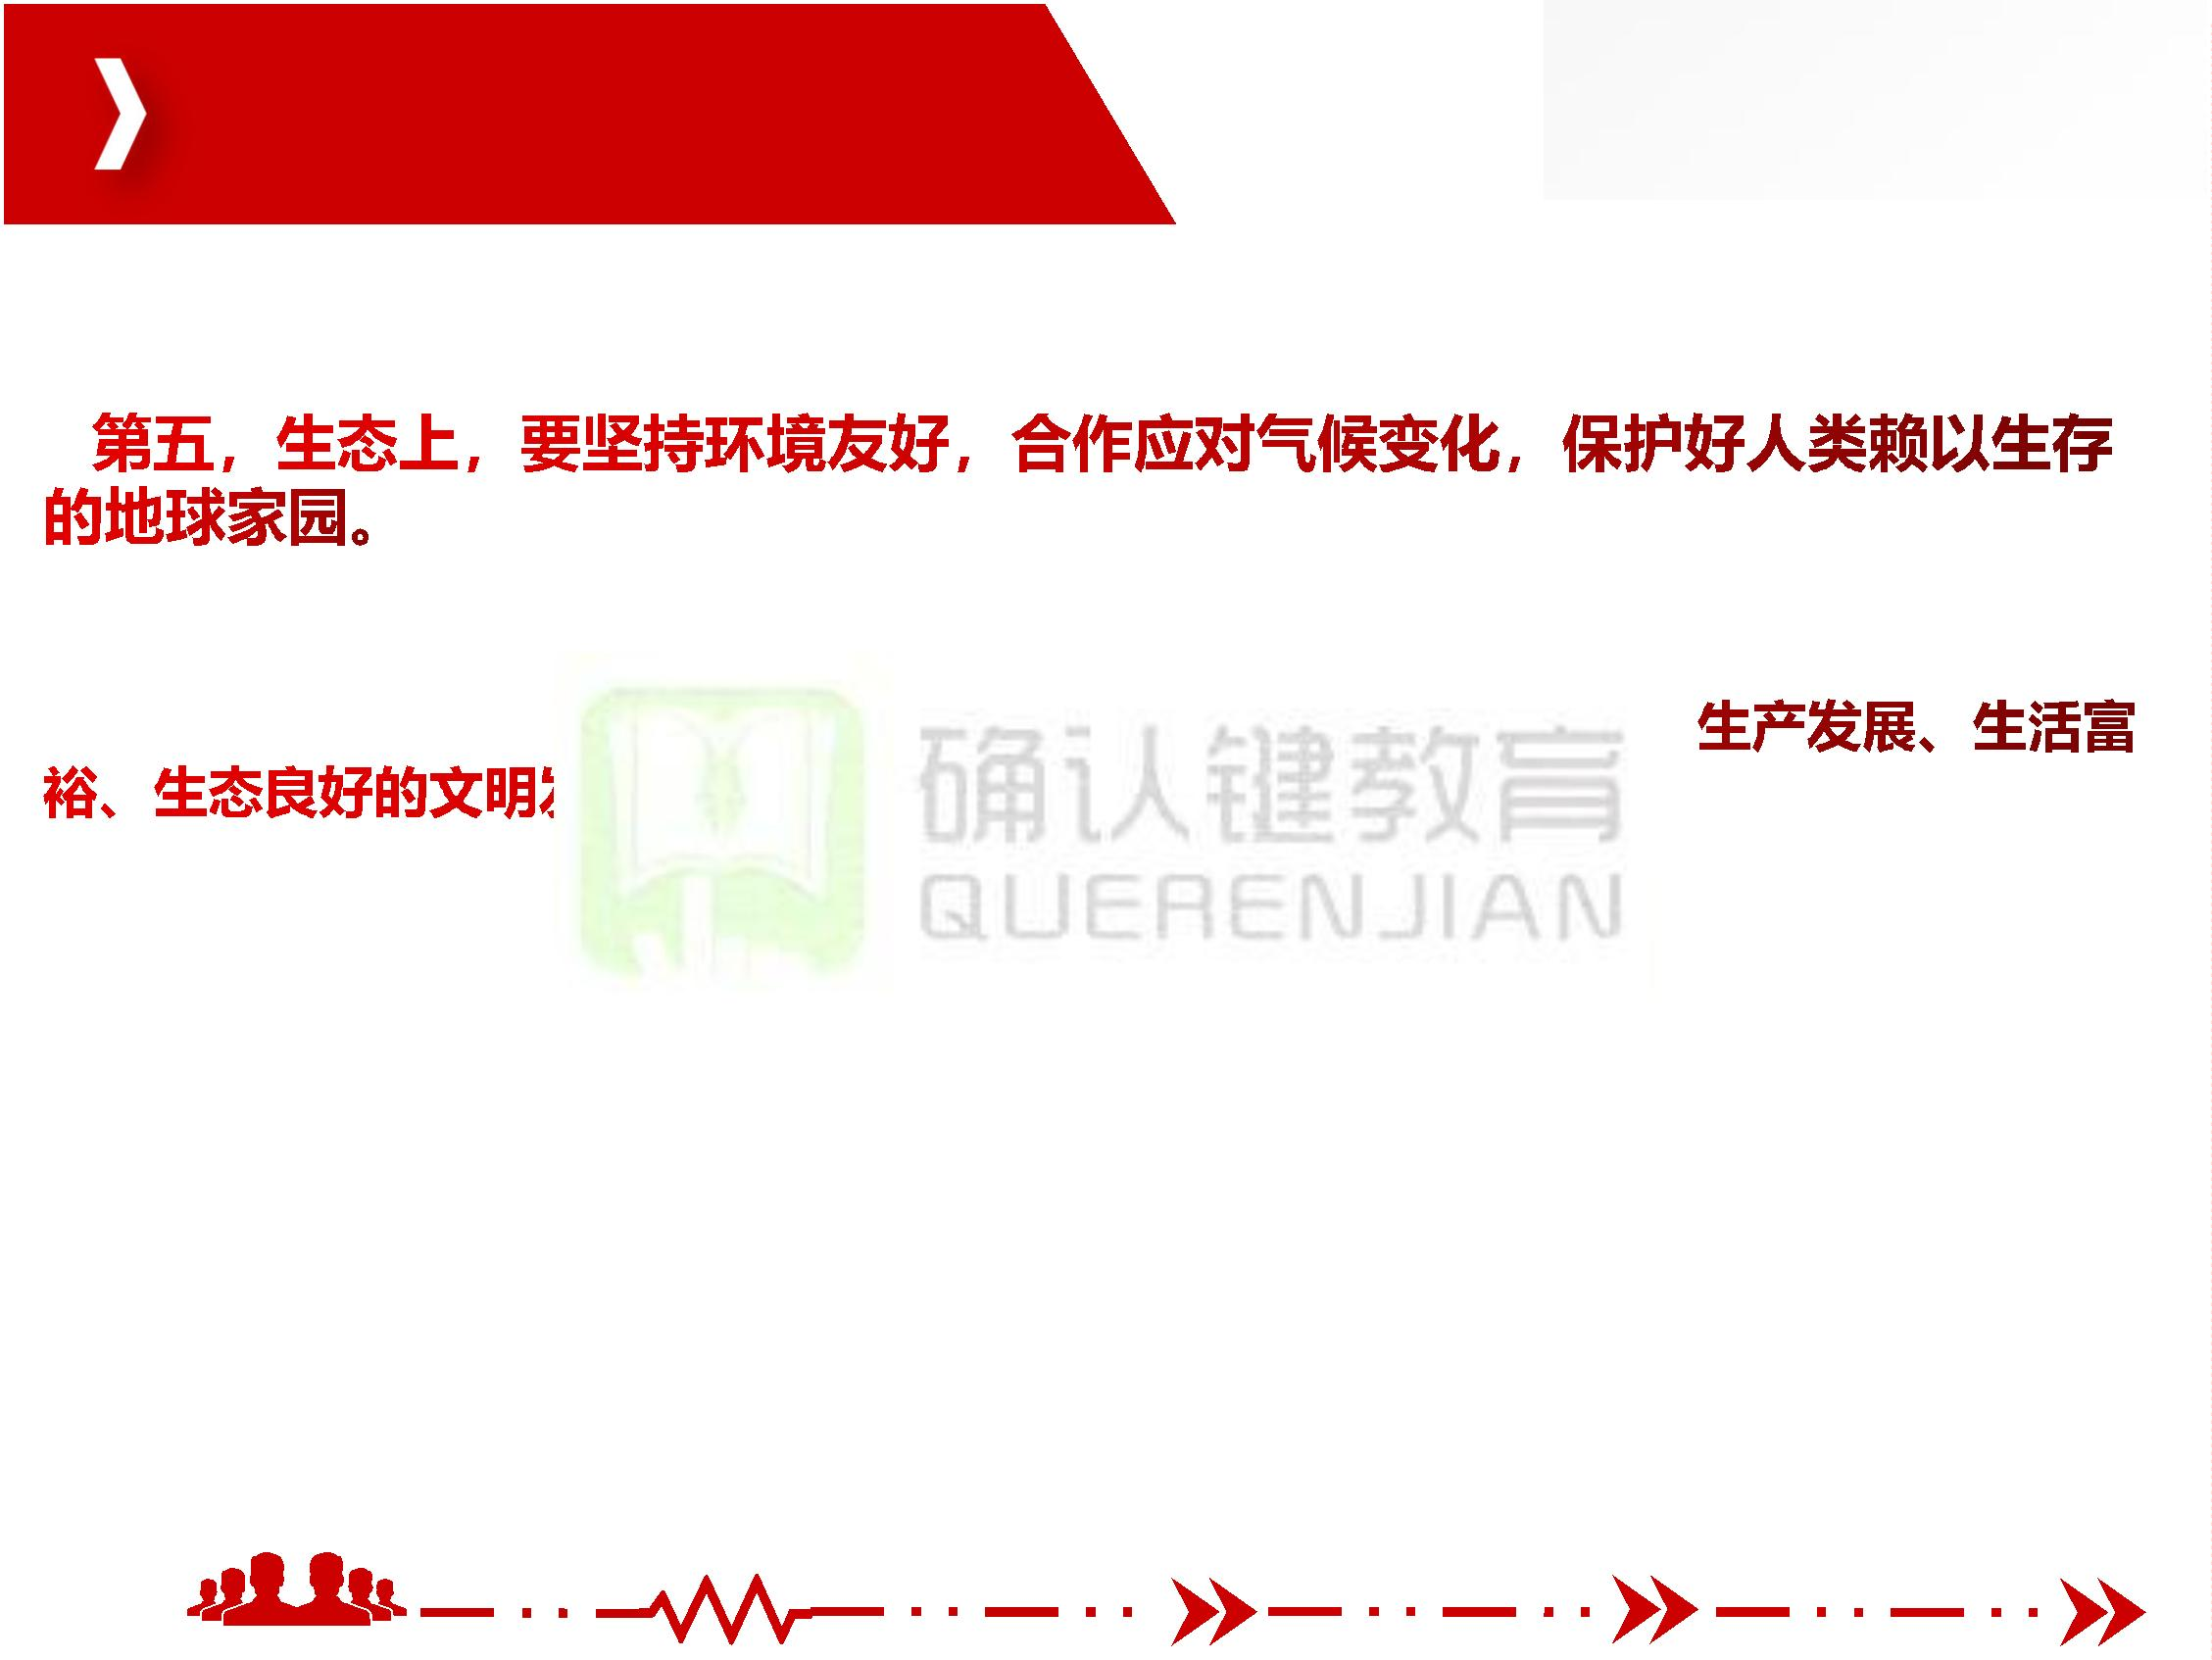 第五，生态上，要坚持环境友好，合作应对气候变化，保护好人类赖以生存
的地球家园。
生产发展、生活富
裕、生态良好的文明
确认键教育
QUERENJIAN